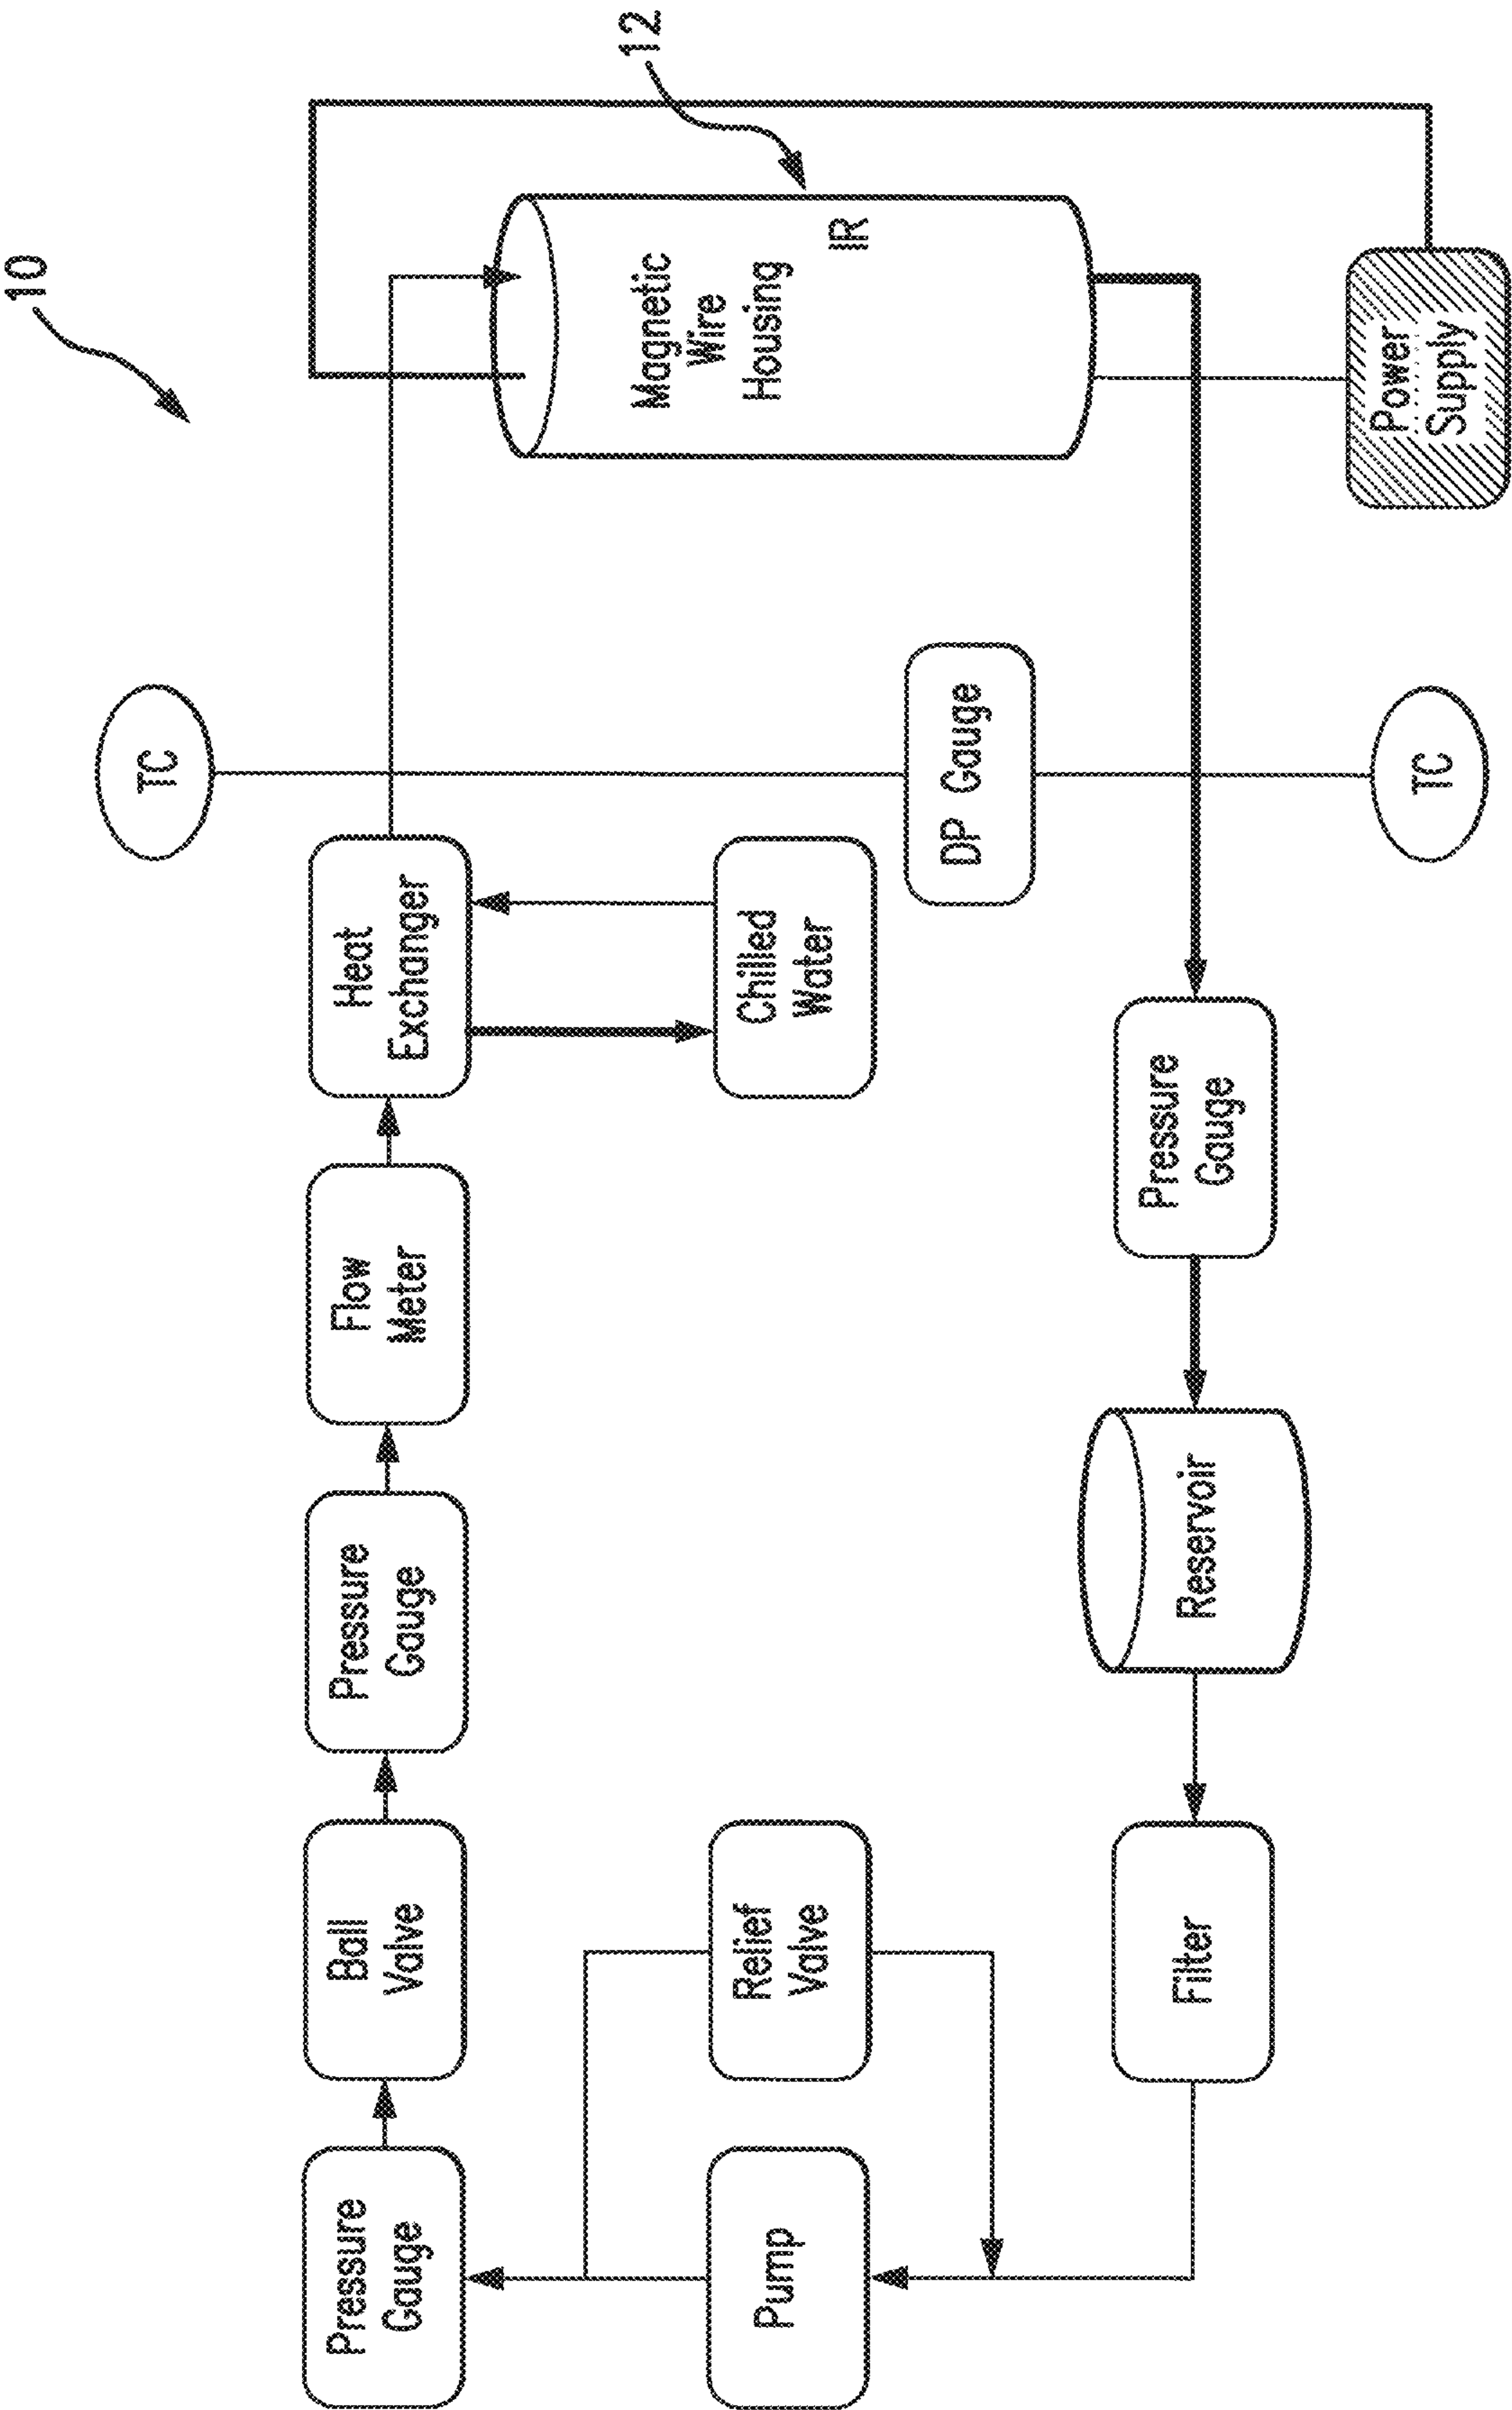 10
12
TC
Pressure
Gauge
Ball
Valve
Pressure
Gauge
Flow
Meter
Heat
Exchanger
Magnetic
Wire
Housing
IR
Pump
Relief
Valve
Chilled
Water
DP Gauge
Filter
Reservoir
Pressure
Gauge
TC
Power
Supply